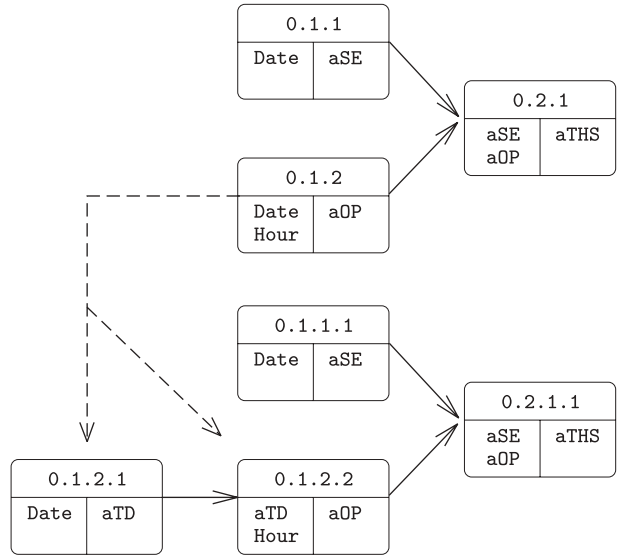 0.1.1
Date aSE
0.2.1
aSE aTHS
aOP
0.1.2
Date aOP
Hour
0.1.1.1
Date aSE
0.2.1.1
aSE aTHS
aOP
0.1.2.1
Date aTD
0.1.2.2
aTD aOP
Hour